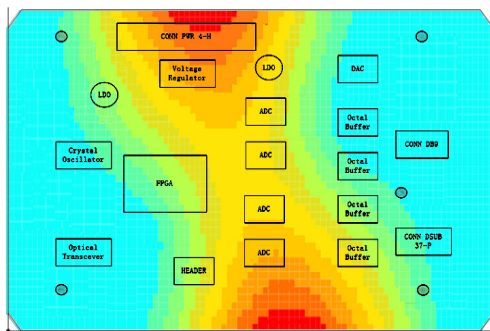 CONN PWR 4-H
Voltage
Regulator
LDO
DAC
LDO
ADC
Octal
Buffer
CONN DB9
Crystal
Oscillator
ADC
Octal
Buffer
FPGA
ADC
Octal
Buffer
Optical
Transcever
ADC
Octal
Buffer
CONN DSUB
37-P
HEADER